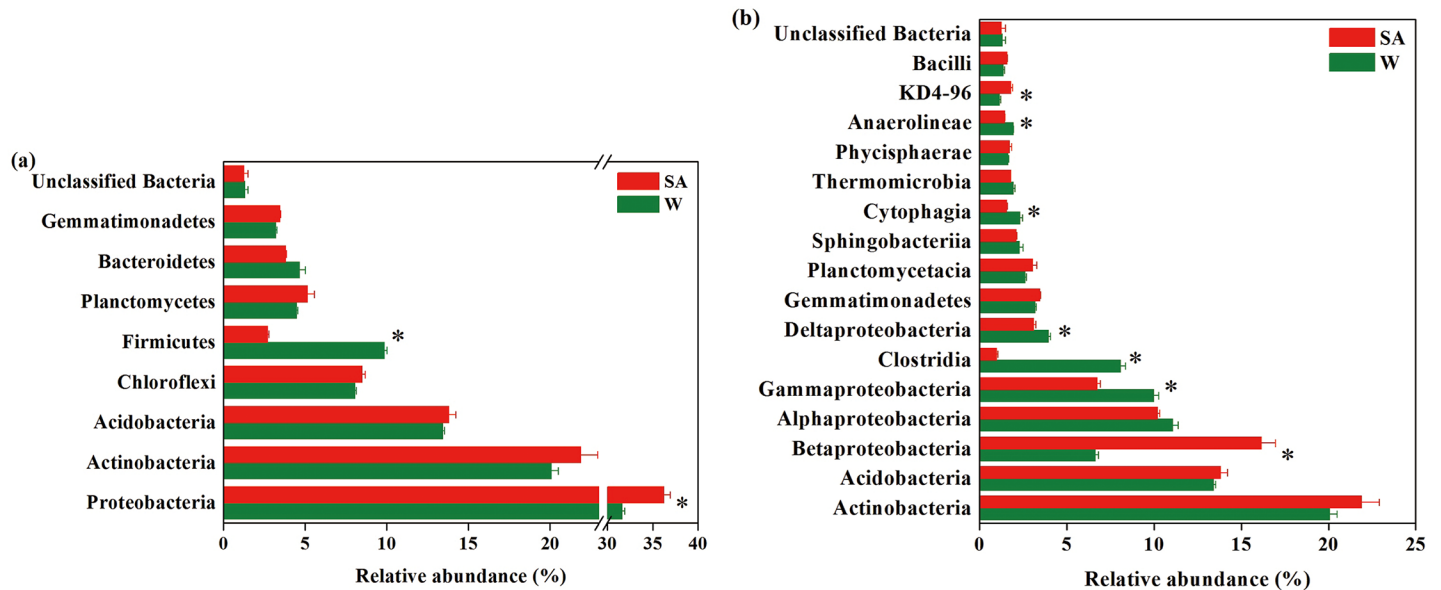 (a)
Unclassified Bacteria
Gemmatimonadetes
Bacteroidetes
Planctomycetes
Firmicutes
Chloroflexi
Acidobacteria
Actinobacteria
Proteobacteria
SA
W
*
*
0 5 10 15 20 30 35 40
Relative abundance (%)
(b)
Unclassified Bacteria
Bacilli
KD4-96
Anaerolineae
Phycisphaerae
Thermomicrobia
Cytophagia
Sphingobacteriia
Planctomycetacia
Gemmatimonadetes
Deltaproteobacteria
Clostridia
Gammaproteobacteria
Alphaproteobacteria
Betaproteobacteria
Acidobacteria
Actinobacteria
SA
W
*
*
*
*
*
*
*
0 5 10 15 20 25
Relative abundance (%)